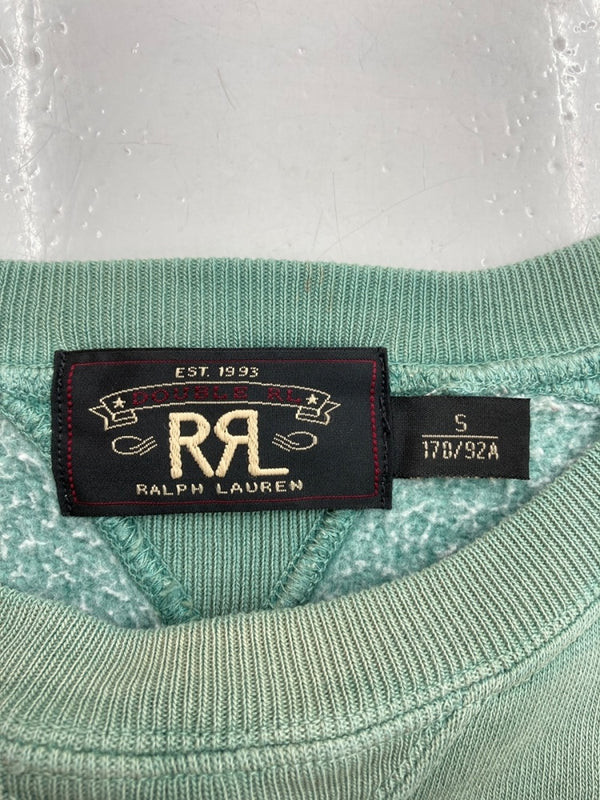 EST. 1993
DOUBLE RL
RRL
RALPH LAUREN
S
170/92A